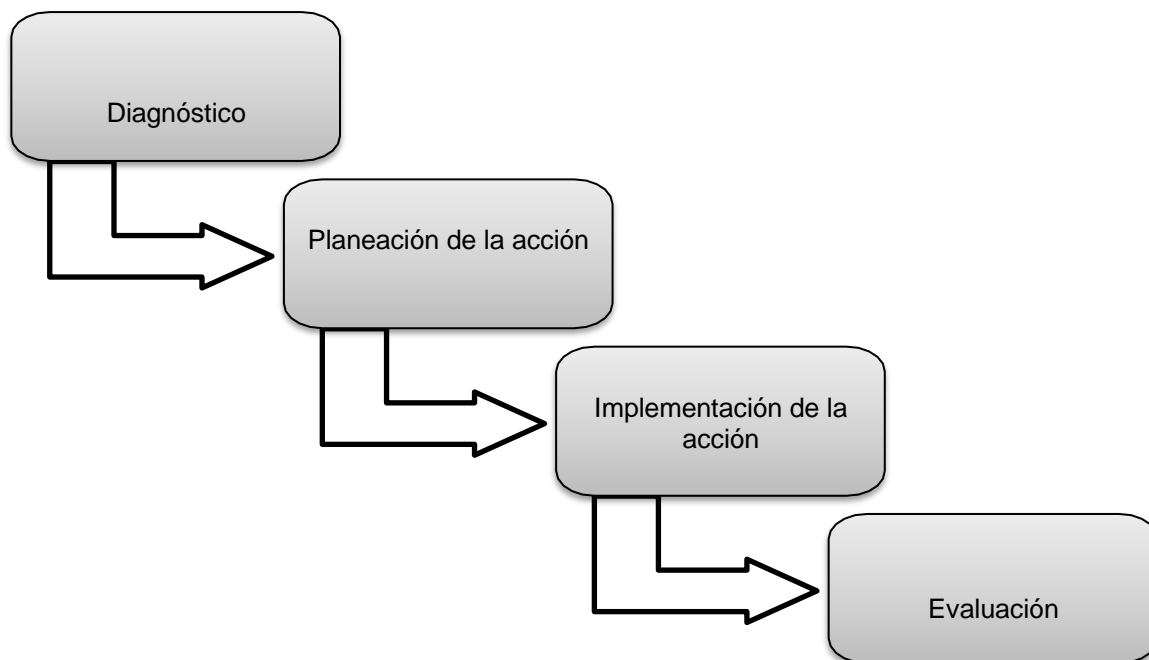 Diagnóstico
Planeación de la acción
Implementación de la
acción
Evaluación